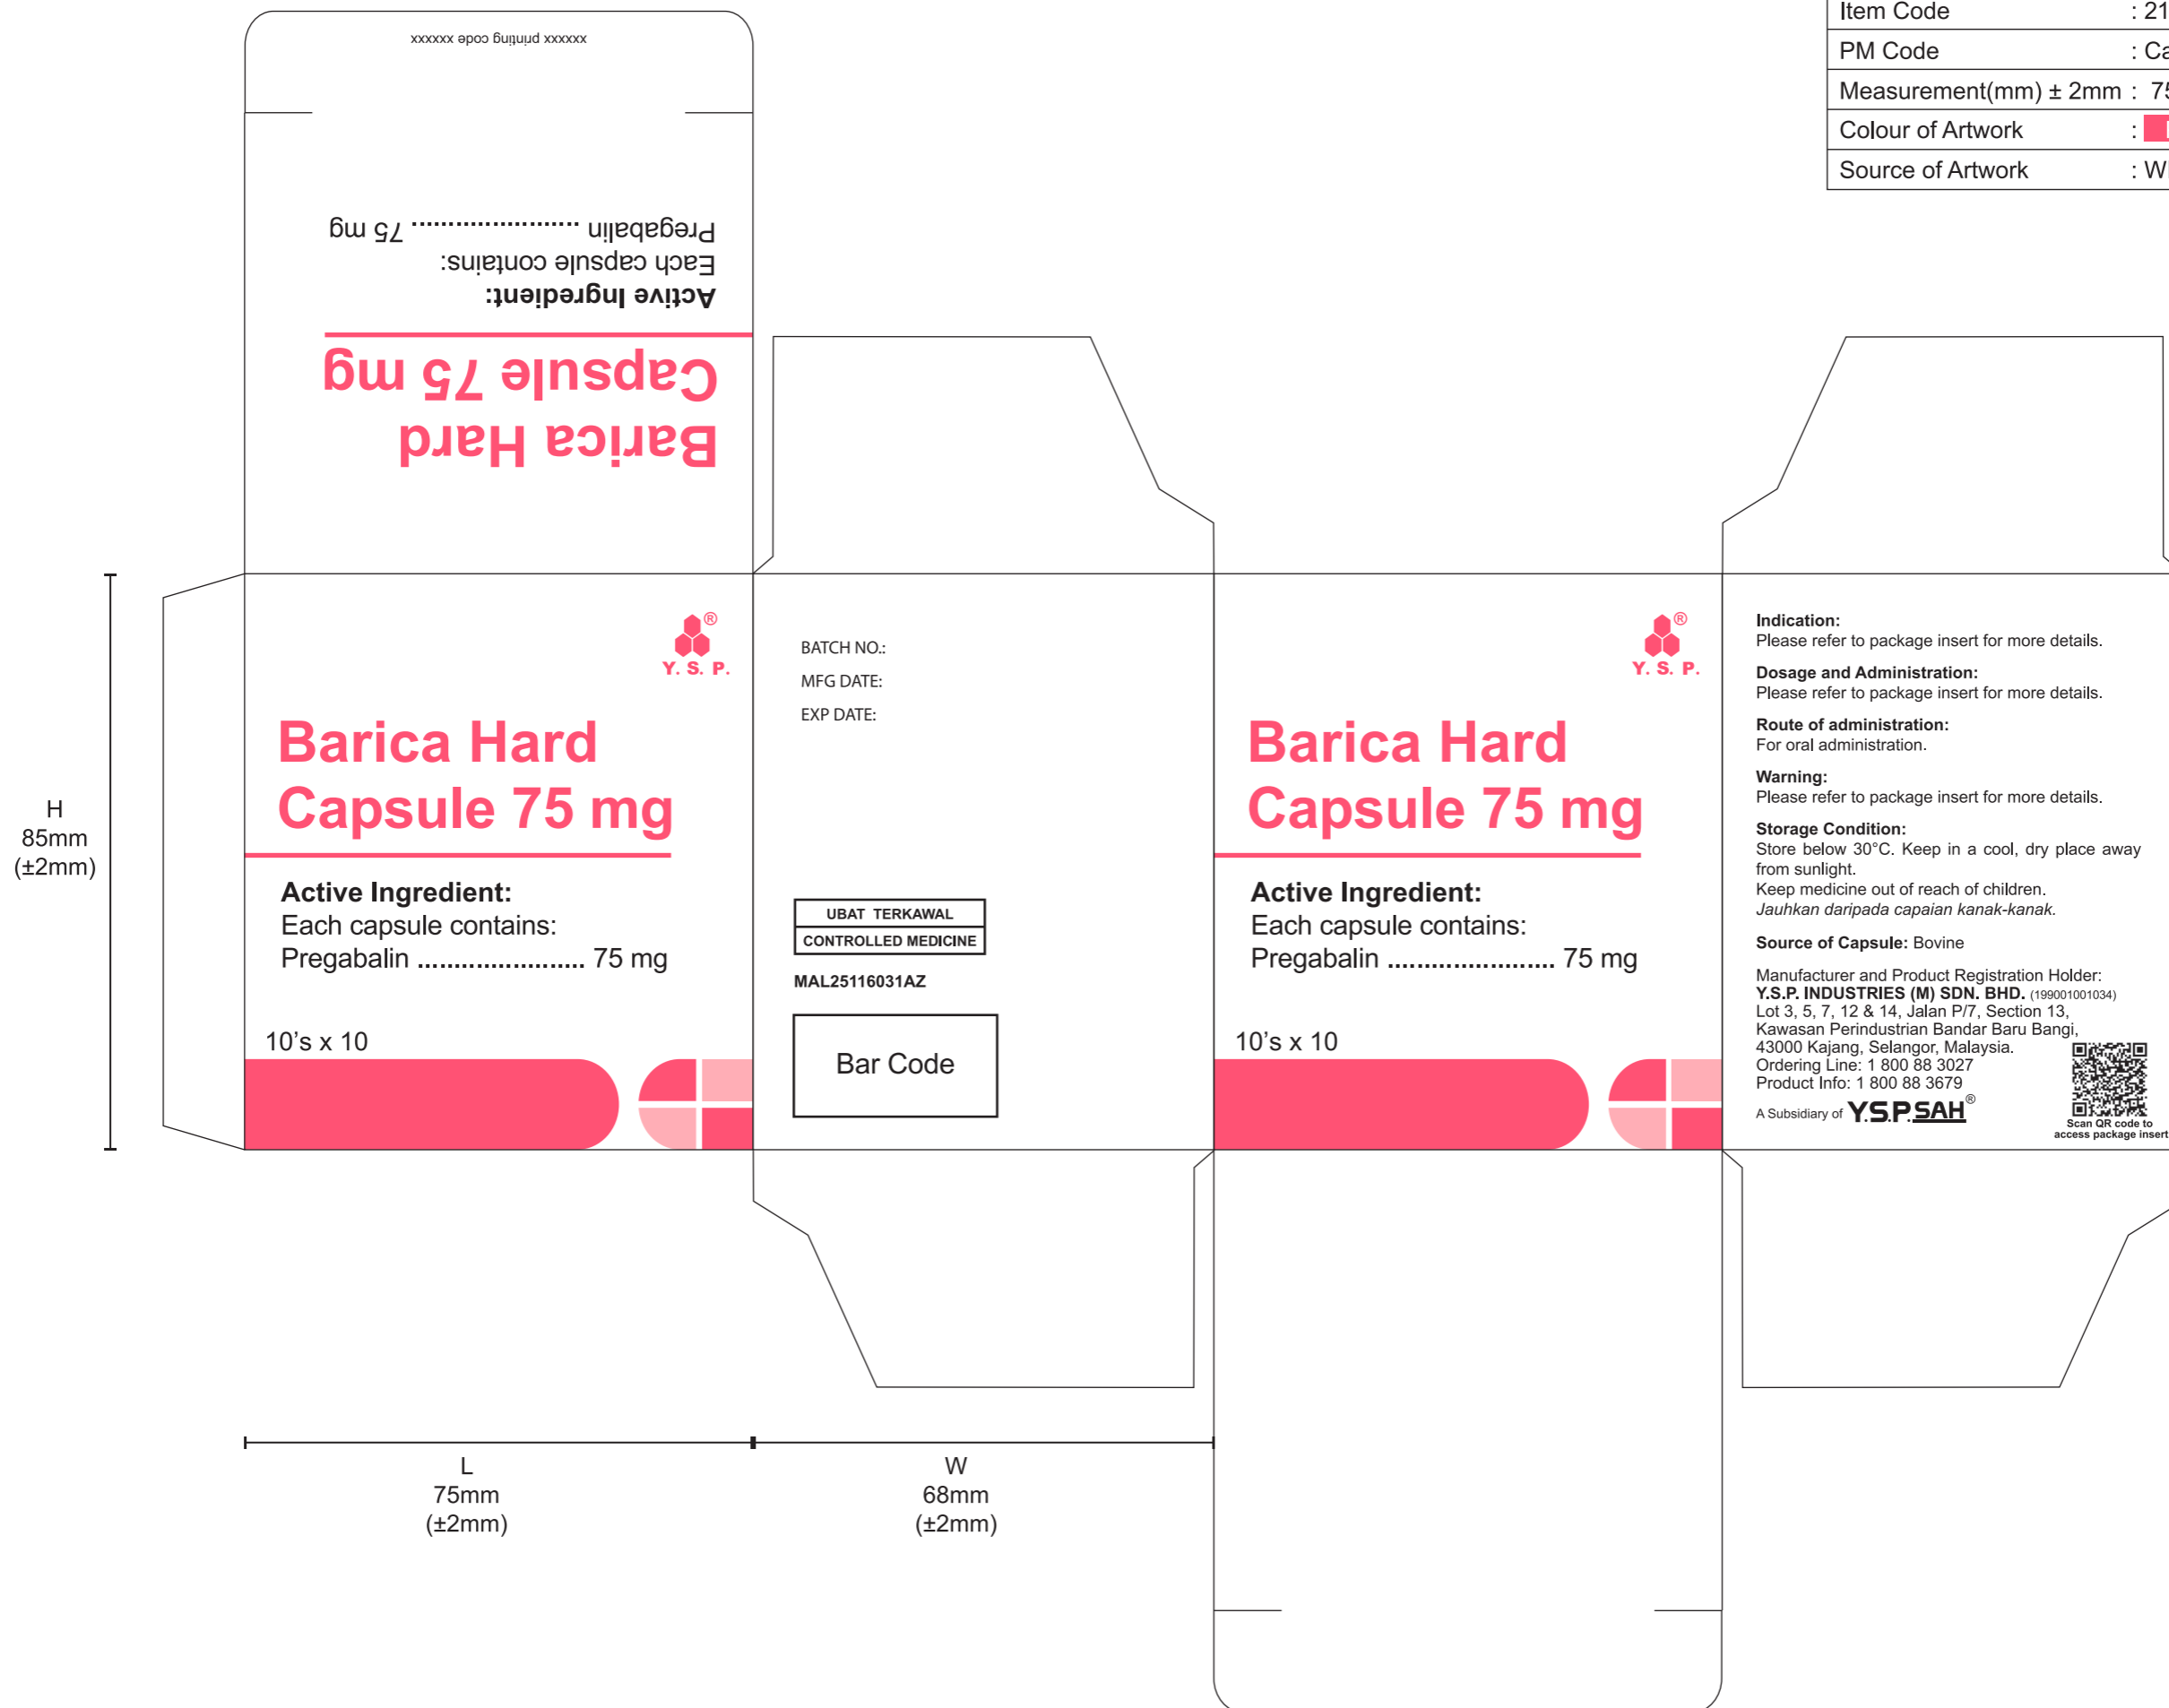 Item Code : 21
PM Code : Ca
Measurement(mm) ± 2mm : 75
Colour of Artwork :
Source of Artwork :
xxxxxx printing code xxxxxx
Barica Hard
Capsule 75 mg
Active Ingredient:
Each capsule contains:
Pregabalin ....................... 75 mg
H
85mm
(±2mm)
® 
Y. S. P.
Barica Hard
Capsule 75 mg
Active Ingredient:
Each capsule contains:
Pregabalin ....................... 75 mg
10’s x 10
BATCH NO.:
MFG DATE:
EXP DATE:
UBAT TERKAWAL
CONTROLLED MEDICINE
MAL25116031AZ
Bar Code
®
Y. S. P.
Barica Hard
Capsule 75 mg
Active Ingredient:
Each capsule contains:
Pregabalin ....................... 75 mg
10’s x 10
Indication:
Please refer to package insert for more details.
Dosage and Administration:
Please refer to package insert for more details.
Route of administration:
For oral administration.
Warning:
Please refer to package insert for more details.
Storage Condition:
Store below 30°C. Keep in a cool, dry place away
from sunlight.
Keep medicine out of reach of children.
Jauhkan daripada capaian kanak-kanak.
Source of Capsule: Bovine
Manufacturer and Product Registration Holder:
Y.S.P. INDUSTRIES (M) SDN. BHD. (199001001034)
Lot 3, 5, 7, 12 & 14, Jalan P/7, Section 13,
Kawasan Perindustrian Bandar Baru Bangi,
43000 Kajang, Selangor, Malaysia.
Ordering Line: 1 800 88 3027
Product Info: 1 800 88 3679
A Subsidiary of Y.S.P.SAH®
Scan QR code to
access package insert
L
75mm
(±2mm)
W
68mm
(±2mm)